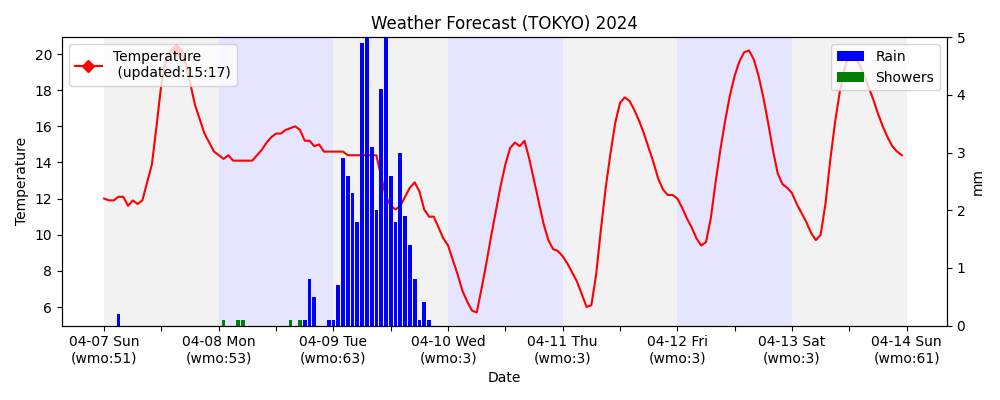 Weather Forecast (TOKYO) 2024
Temperature
(updated:15:17)
Rain
Showers
20
18
16
14
12
10
8
6
Temperature
5
4
3
2
1
0
mm
04-07 Sun
(wmo:51)
04-08 Mon
(wmo:53)
04-09 Tue
(wmo:63)
04-10 Wed
(wmo:3)
04-11 Thu
(wmo:3)
04-12 Fri
(wmo:3)
04-13 Sat
(wmo:3)
04-14 Sun
(wmo:61)
Date